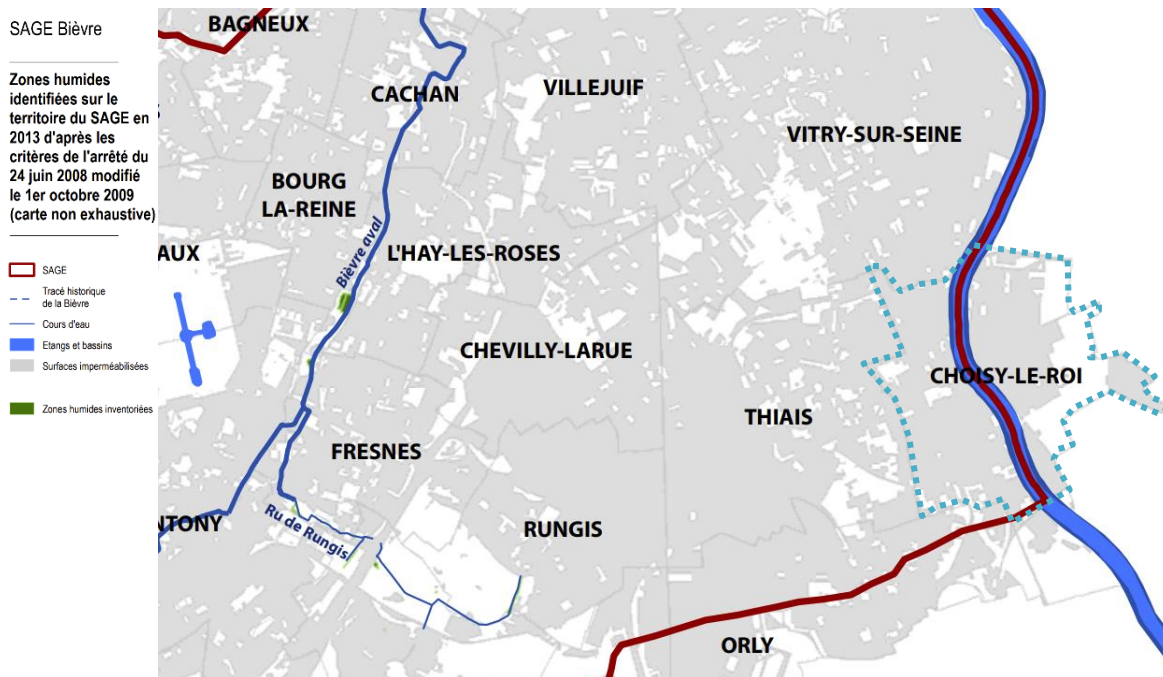 SAGE Bièvre
Zones humides
identifiées sur le
territoire du SAGE en
2013 d'après les
critères de l'arrêté du
24 juin 2008 modifié
le 1er octobre 2009
(carte non exhaustive)
SAGE
Tracé historique
de la Bièvre
Cours d'eau
Etangs et bassins
Surfaces imperméabilisées
Zones humides inventoriées
BAGNEUX
CACHAN
VILLEJUIF
VITRY-SUR-SEINE
BOURG
LA-REINE
Bièvre aval
L'HAY-LES-ROSES
AUX
CHEVILLY-LARUE
CHOISY-LE-ROI
THIAIS
FRESNES
NTONY
Ru de Rungis
RUNGIS
ORLY